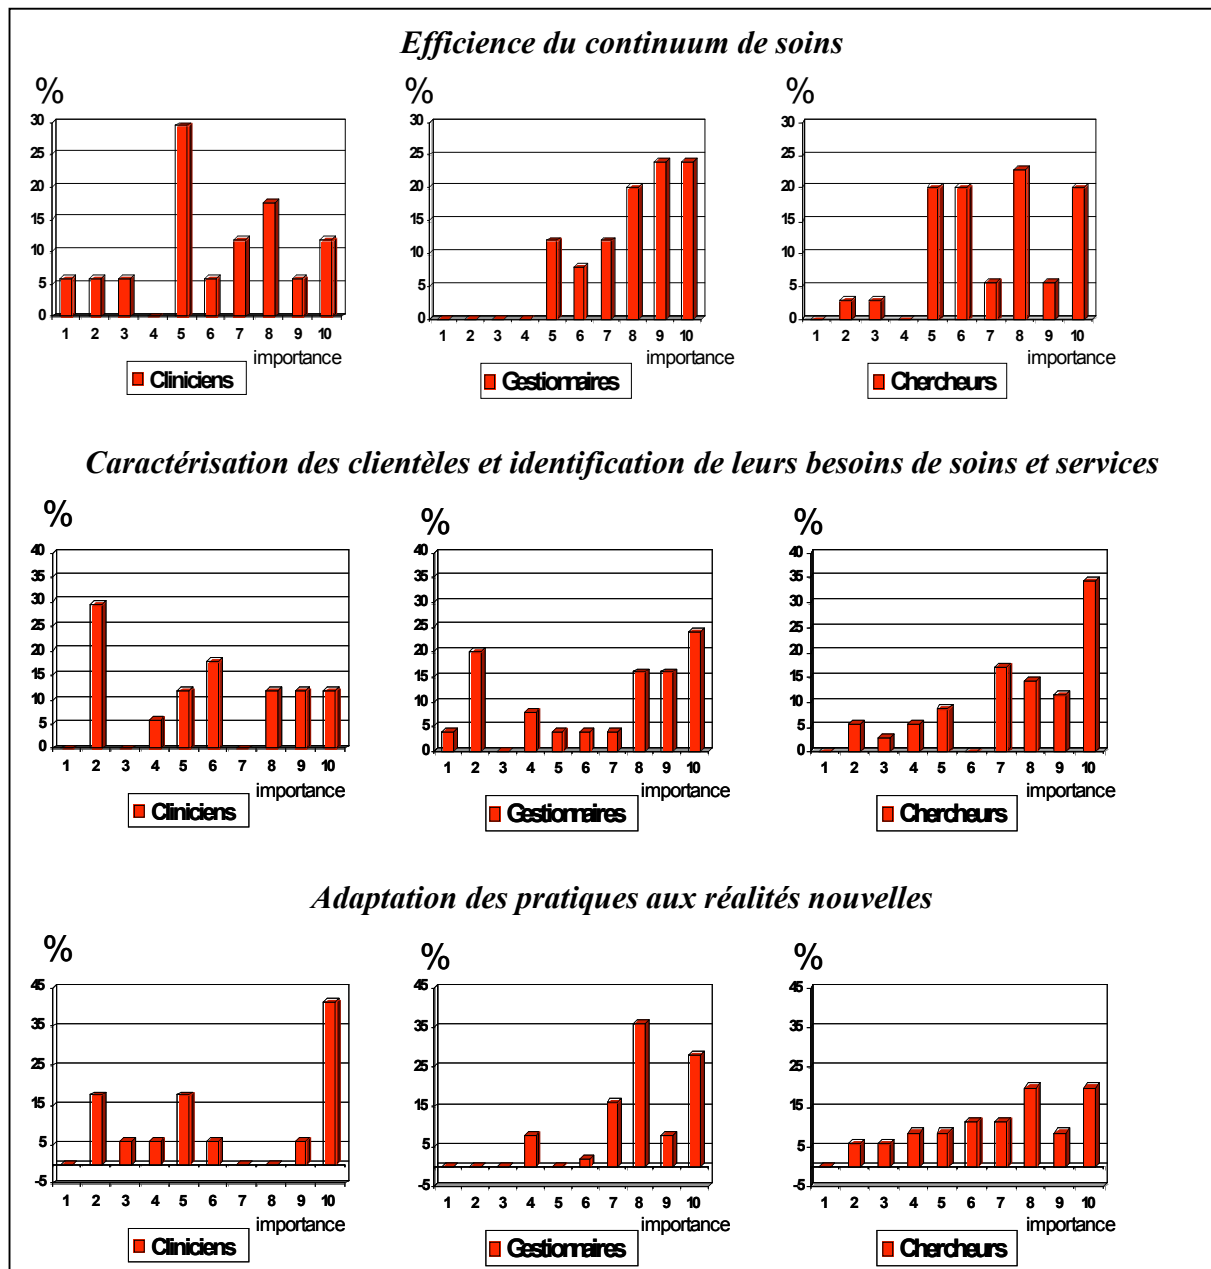 Efficience du continuum de soins
% % %
30 30 30
25 25 25
20 20 20
15 15 15
10 10 10
5 5 5
0 0 0
1 2 3 4 5 6 7 8 9 10 1 2 3 4 5 6 7 8 9 10 1 2 3 4 5 6 7 8 9 10
importance importance importance
Cliniciens Gestionnaires Chercheurs
Caractérisation des clientèles et identification de leurs besoins de soins et services
% % %
40 40 40
35 35 35
30 30 30
25 25 25
20 20 20
15 15 15
10 10 10
5 5 5
0 0 0
1 2 3 4 5 6 7 8 9 10 1 2 3 4 5 6 7 8 9 10 1 2 3 4 5 6 7 8 9 10
importance importance importance
Cliniciens Gestionnaires Chercheurs
Adaptation des pratiques aux réalités nouvelles
% % %
45 45 45
35 35 35
25 25 25
15 15 15
5 5 5
-5 -5 -5
1 2 3 4 5 6 7 8 9 10 1 2 3 4 5 6 7 8 9 10 1 2 3 4 5 6 7 8 9 10
importance importance importance
Cliniciens Gestionnaires Chercheurs